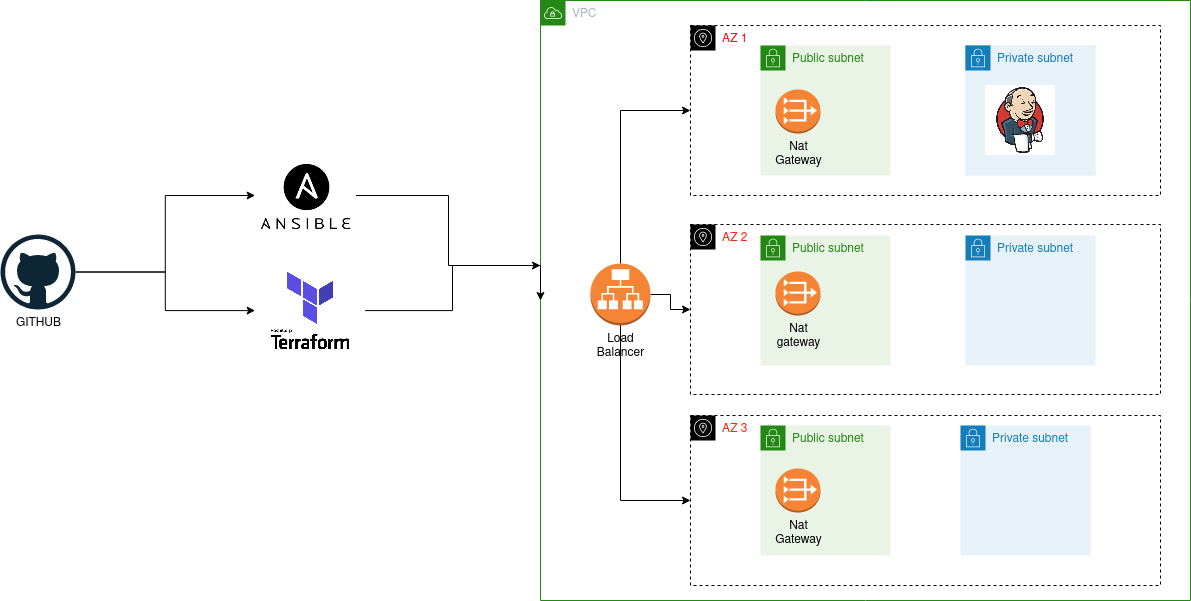 VPC
AZ 1
Public subnet
Private subnet
Nat
Gateway
ANSIBLE
GITHUB
Terraform
Load
Balancer
AZ 2
Public subnet
Private subnet
Nat
gateway
AZ 3
Public subnet
Private subnet
Nat
Gateway